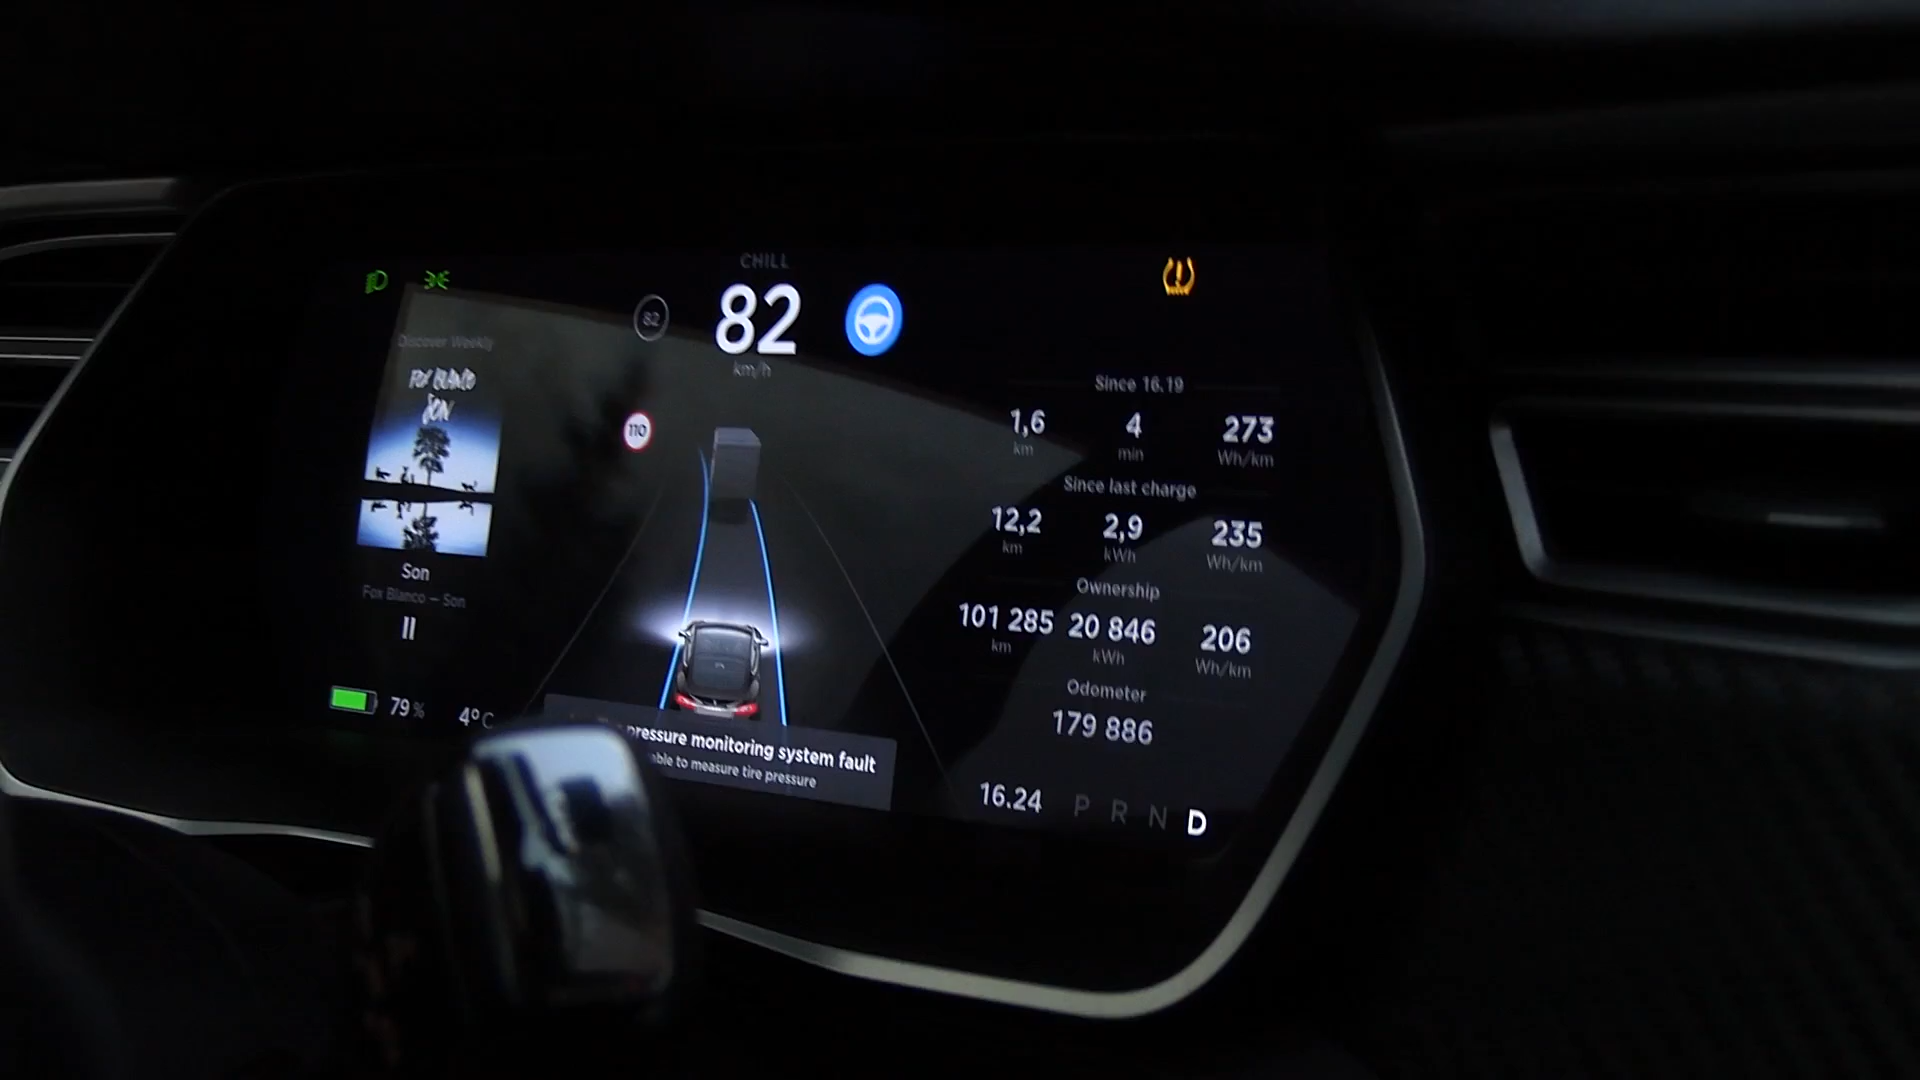 CHILL
82
82
km/h
Discover Weekly
FOX BLANCO
SON
110
Son
Fox Blanco – Son
79 %
4°C
pressure monitoring system fault
to measure tire pressure
Since 16.19
1,6 4 273
km min Wh/km
Since last charge
12,2 2,9 235
km kWh Wh/km
Ownership
101 285 20 846 206
km kWh Wh/km
Odometer
179 886
16.24 P R N D